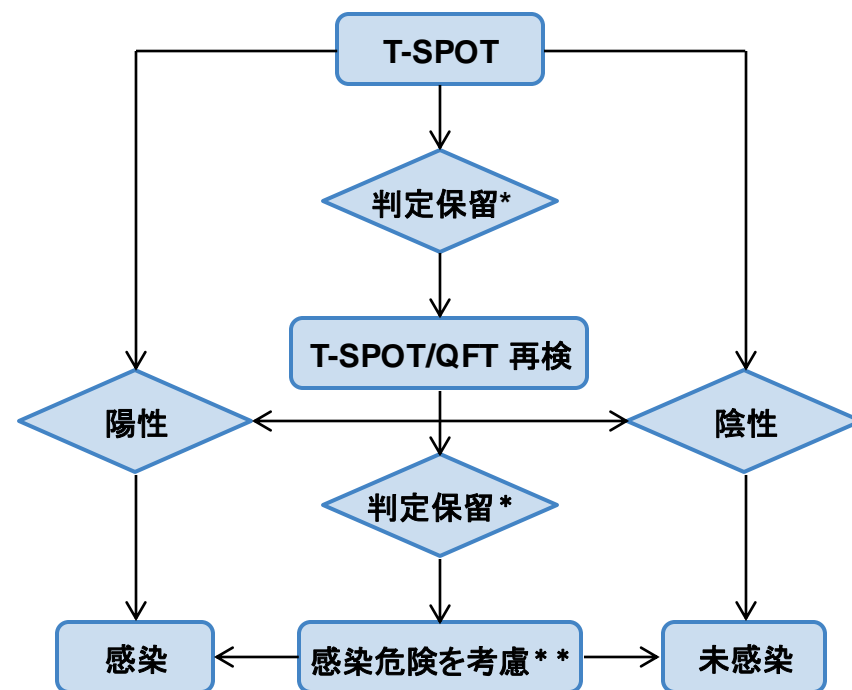 T-SPOT
判定保留*
T-SPOT/QFT 再検
陽性
陰性
判定保留*
感染
感染危険を考慮**
未感染